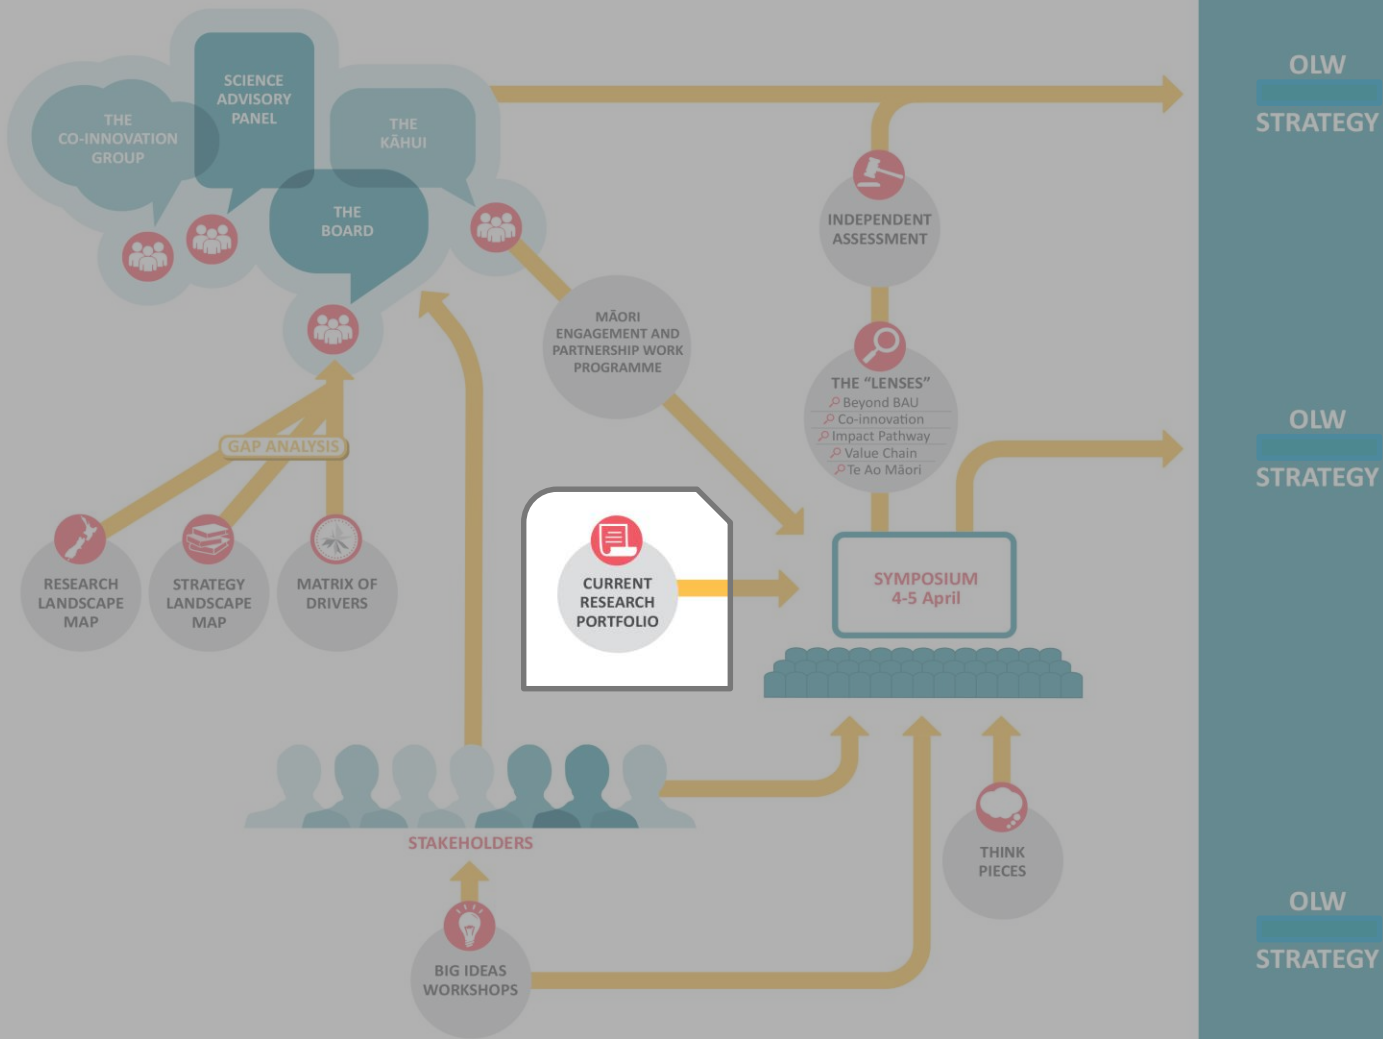 SCIENCE
ADVISORY
PANEL
THE
CO-INNOVATION
GROUP
THE
KĀHUI
THE
BOARD
MĀORI
ENGAGEMENT AND
PARTNERSHIP WORK
PROGRAMME
INDEPENDENT
ASSESSMENT
THE “LENSES”
Beyond BAU
Co-innovation
Impact Pathway
Value Chain
Te Ao Māori
GAP ANALYSIS
RESEARCH
LANDSCAPE
MAP
STRATEGY
LANDSCAPE
MAP
MATRIX OF
DRIVERS
CURRENT
RESEARCH
PORTFOLIO
SYMPOSIUM
4-5 April
STAKEHOLDERS
THINK
PIECES
BIG IDEAS
WORKSHOPS
OLW
STRATEGY
OLW
STRATEGY
OLW
STRATEGY